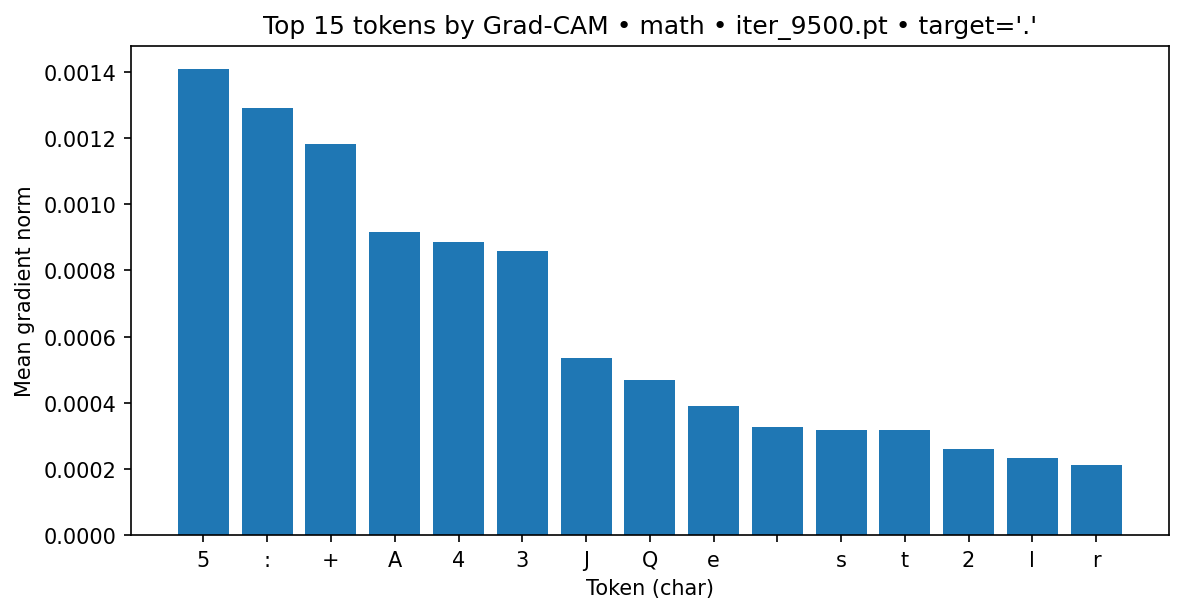 Top 15 tokens by Grad-CAM • math • iter_9500.pt • target='.'
Mean gradient norm
0.0014
0.0012
0.0010
0.0008
0.0006
0.0004
0.0002
0.0000
5 : + A 4 3 J Q e s t 2 l r
Token (char)